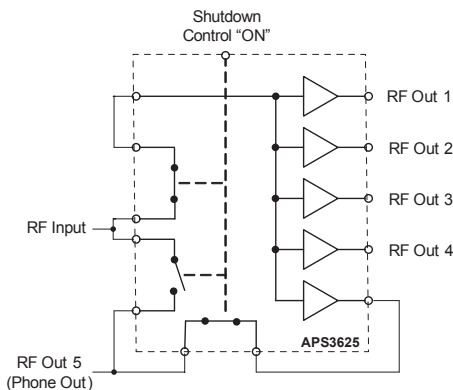 Shutdown
Control “ON”
RF Out 1
RF Out 2
RF Out 3
RF Input
RF Out 4
APS3625
RF Out 5
(Phone Out)